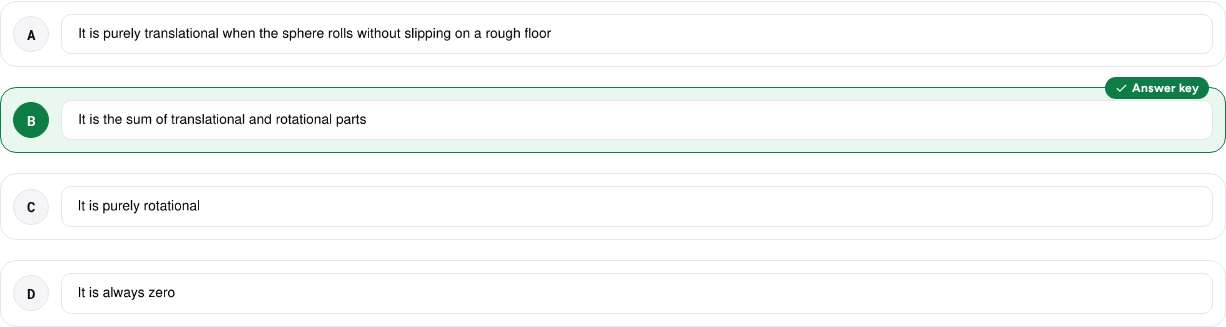 A
It is purely translational when the sphere rolls without slipping on a rough floor
Answer key
B
It is the sum of translational and rotational parts
C
It is purely rotational
D
It is always zero